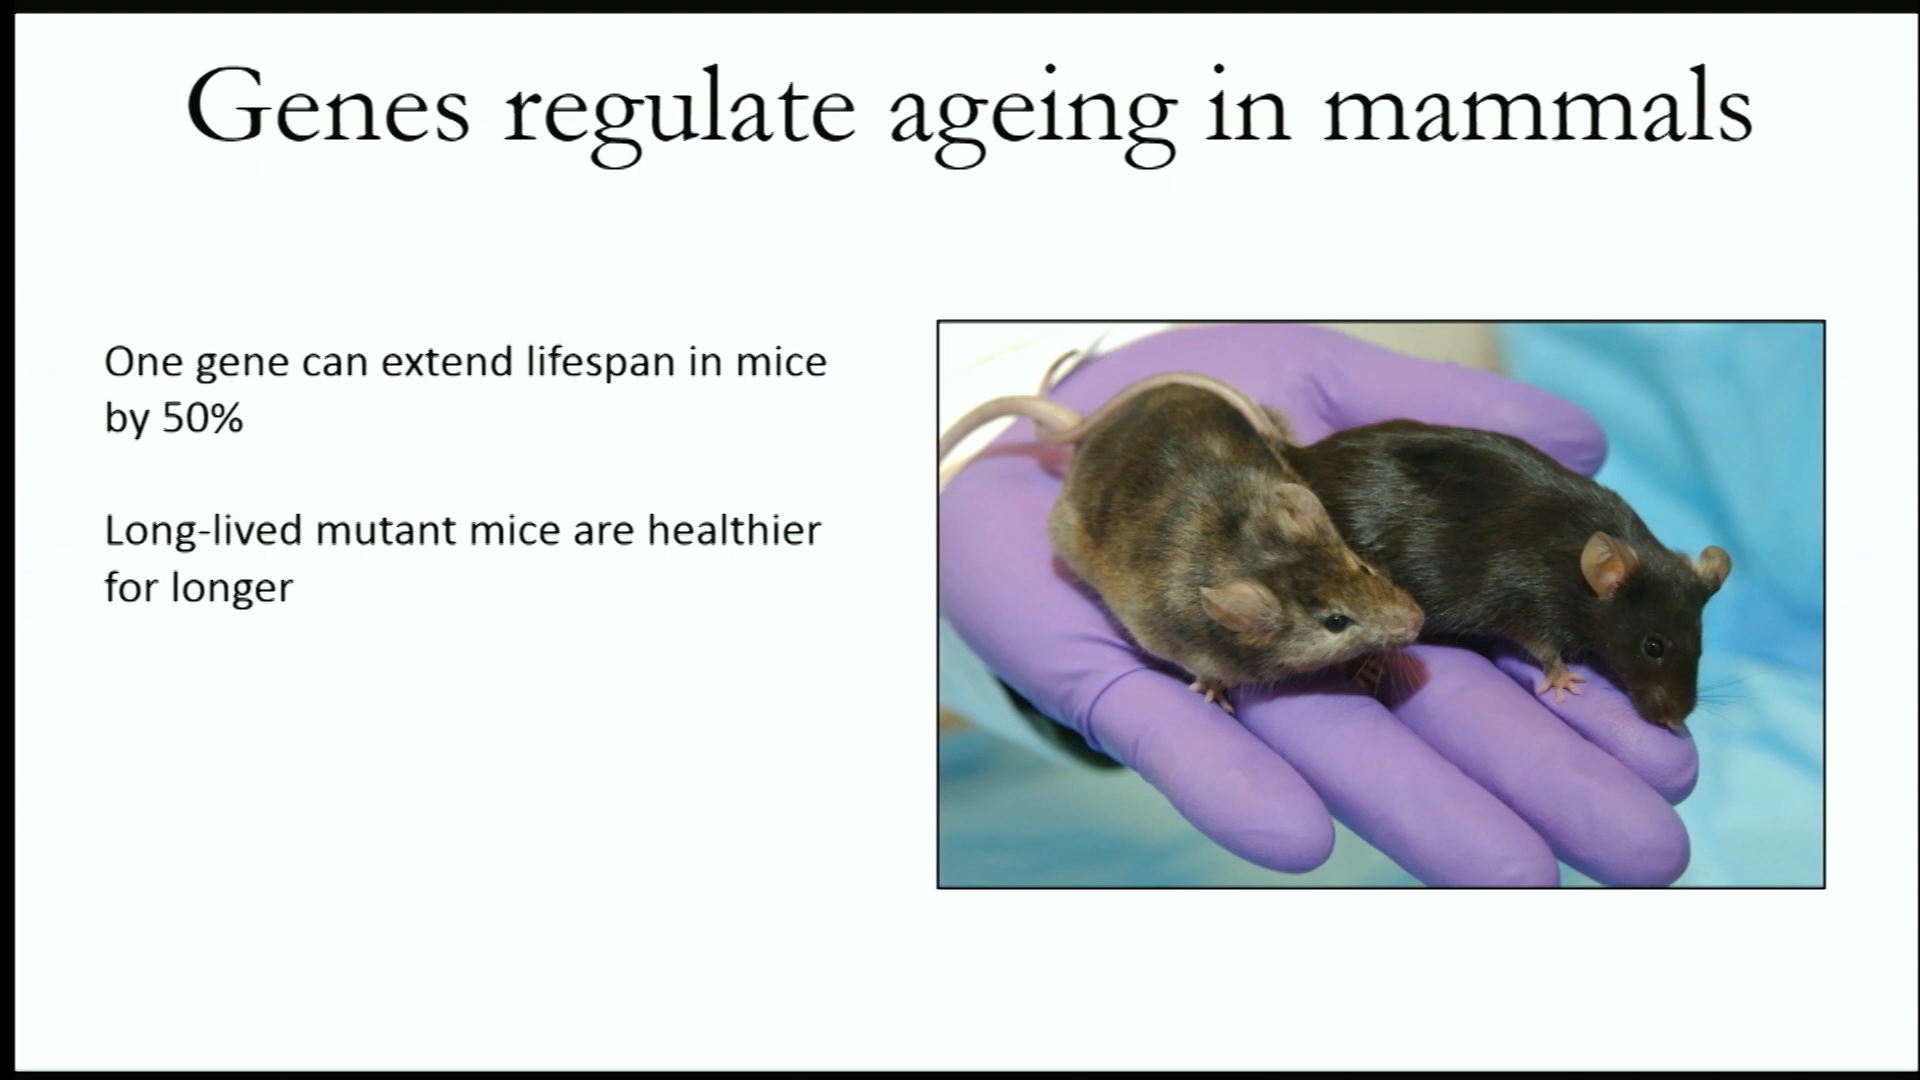 Genes regulate ageing in mammals
One gene can extend lifespan in mice
by 50%
Long-lived mutant mice are healthier
for longer